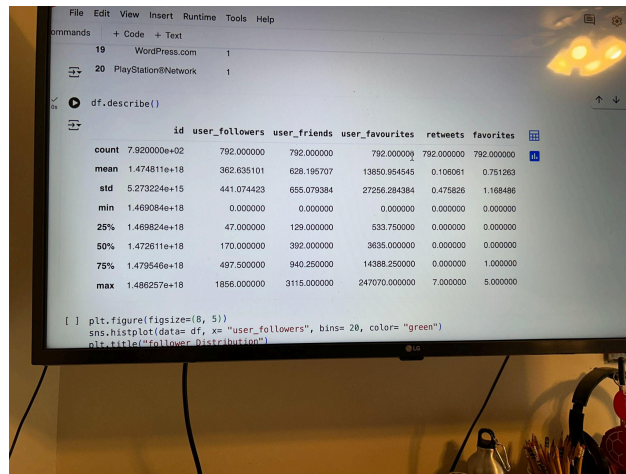 File Edit View Insert Runtime Tools Help
ommands + Code + Text
19 WordPress.com 1
20 PlayStation®Network 1
0s df.describe()
id user_followers user_friends user_favourites retweets favorites
count 7.920000e+02 792.000000 792.000000 792.000000 792.000000 792.000000
mean 1.474811e+18 362.635101 628.195707 13850.954545 0.106061 0.751263
std 5.273224e+15 441.074423 655.079384 27256.284384 0.475826 1.168486
min 1.469084e+18 0.000000 0.000000 0.000000 0.000000 0.000000
25% 1.469824e+18 47.000000 129.000000 533.750000 0.000000 0.000000
50% 1.472611e+18 170.000000 392.000000 3635.000000 0.000000 0.000000
75% 1.479546e+18 497.500000 940.250000 14388.250000 0.000000 1.000000
max 1.486257e+18 1856.000000 3115.000000 247070.000000 7.000000 5.000000
[ ] plt.figure(figsize=(8, 5))
sns.histplot(data= df, x= "user_followers", bins= 20, color= "green")
plt.title("follower Distribution")
LG